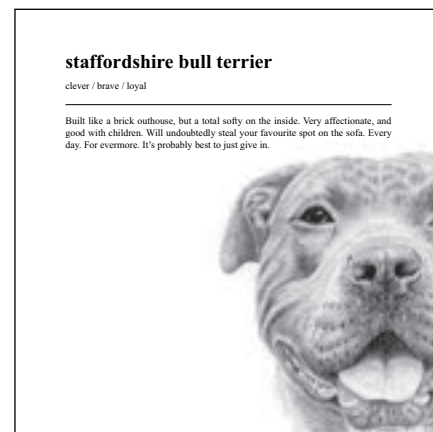 staffordshire bull terrier
clever / brave / loyal
Built like a brick outhouse, but a total softy on the inside. Very affectionate, and
good with children. Will undoubtedly steal your favourite spot on the sofa. Every
day. For evermore. It's probably best to just give in.